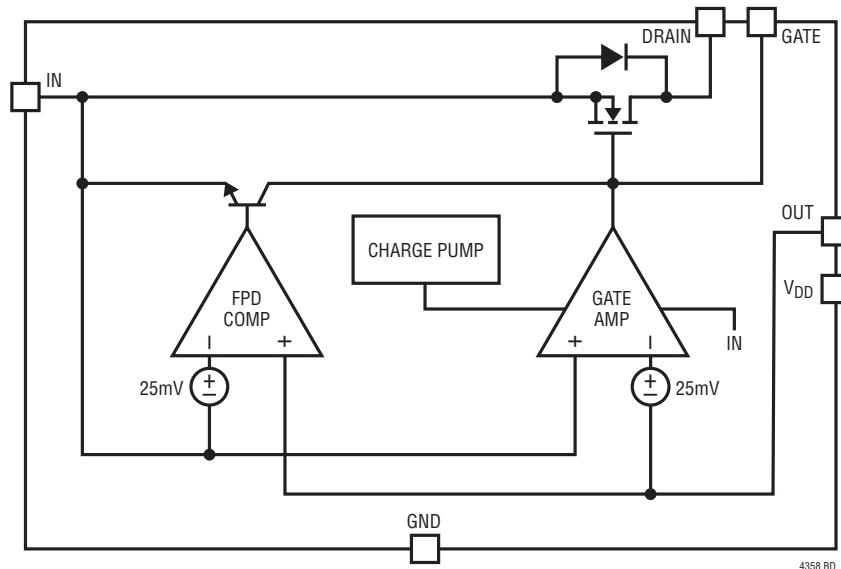 DRAIN
GATE
IN
OUT
CHARGE PUMP
VDD
FPD
COMP
GATE
AMP
IN
− +
+ −
25mV
+
−
+
−
25mV
GND
4358 BD